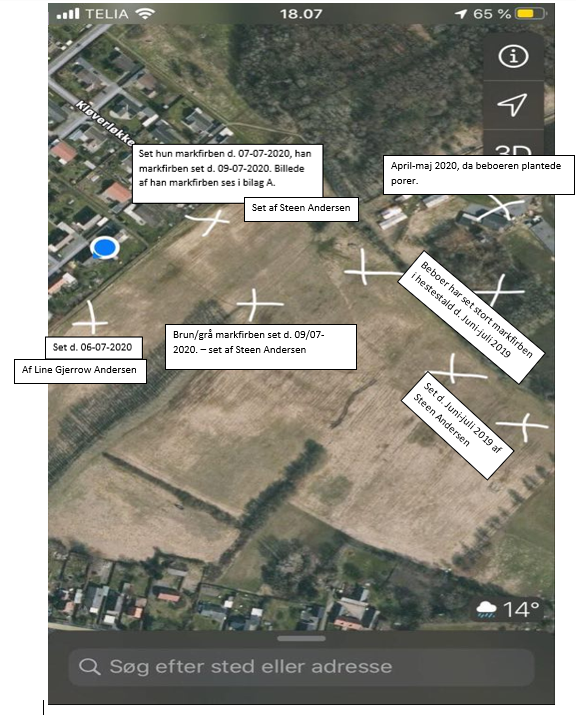 TELIA 18.07 65 %
Kløverløkke
3D
Set hun markfirben d. 07-07-2020, han
markfirben set d. 09-07-2020. Billede
af han markfirben ses i bilag A.
April-maj 2020, da beboeren plantede
porer.
Set af Steen Andersen
Beboer har set stort markfirben
i hestestald d. Juni-juli 2019
Brun/grå markfirben set d. 09/07-
2020. – set af Steen Andersen
Set d. 06-07-2020
Af Line Gjerrow Andersen
Set d. Juni-juli 2019 af
Steen Andersen
14°
Søg efter sted eller adresse